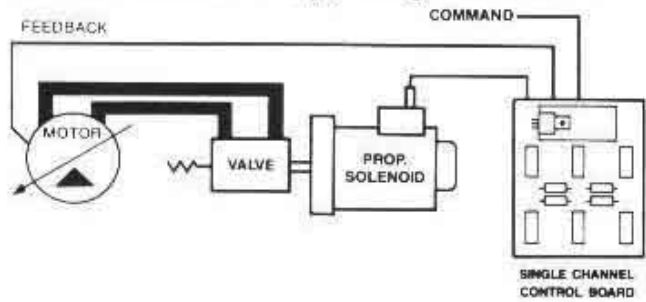 COMMAND
FEEDBACK
MOTOR
VALVE
PROP.
SOLENOID
SINGLE CHANNEL
CONTROL BOARD